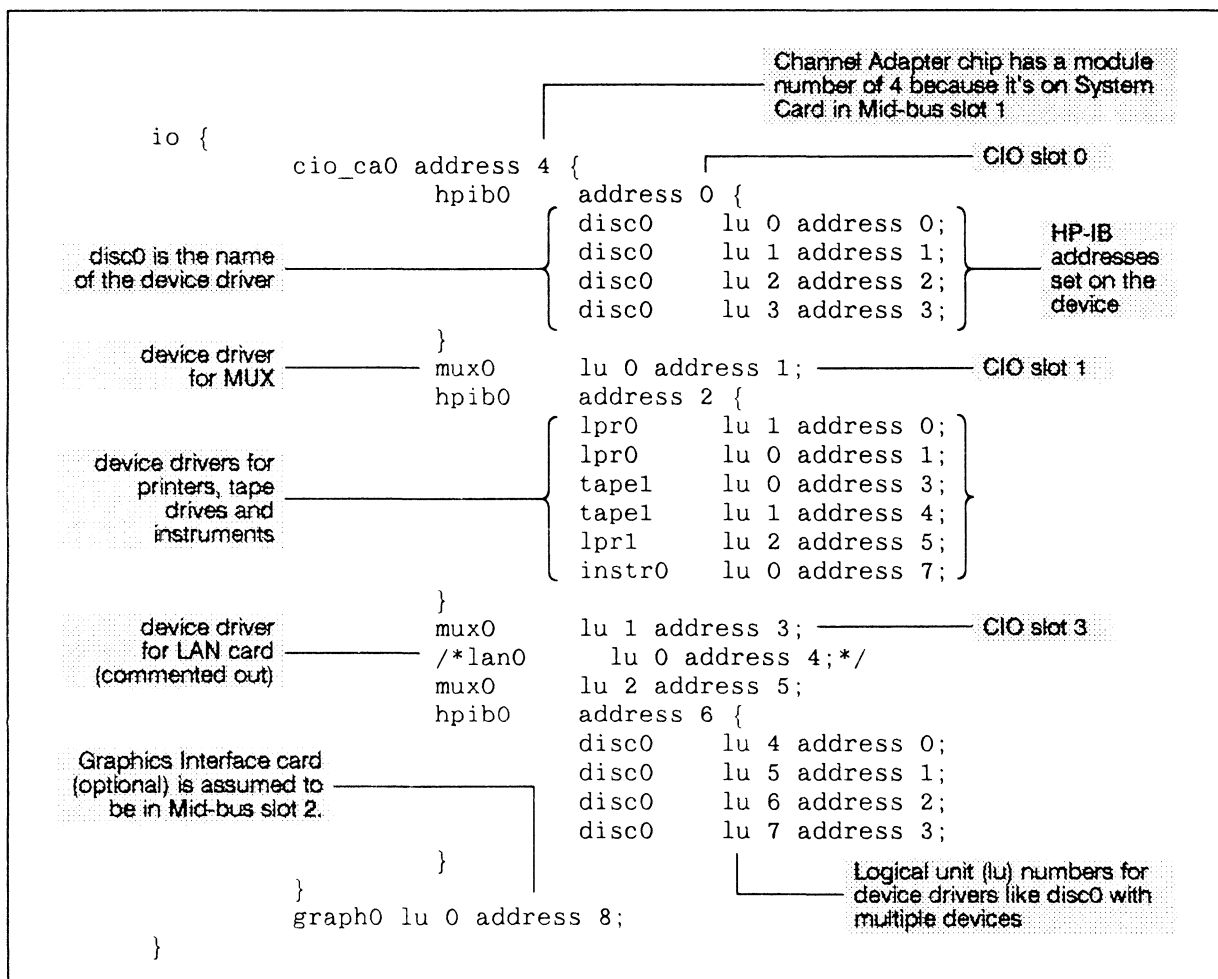 Channel Adapter chip has a module
number of 4 because it's on System
Card in Mid-bus slot 1
io {
cio_ca0 address 4 {
CIO slot 0
hpib0 address 0 {
disc0 lu 0 address 0;
disc0 lu 1 address 1;
disc0 lu 2 address 2;
disc0 lu 3 address 3;
disc0 is the name
of the device driver
HP-IB
addresses
set on the
device
}
device driver
for MUX
mux0 lu 0 address 1;
CIO slot 1
hpib0 address 2 {
lpr0 lu 1 address 0;
lpr0 lu 0 address 1;
tape1 lu 0 address 3;
tape1 lu 1 address 4;
lpr1 lu 2 address 5;
instr0 lu 0 address 7;
device drivers for
printers, tape
drives and
instruments
}
mux0 lu 1 address 3;
CIO slot 3
device driver
for LAN card
(commented out)
/*lan0 lu 0 address 4;*/
mux0 lu 2 address 5;
hpib0 address 6 {
disc0 lu 4 address 0;
disc0 lu 5 address 1;
disc0 lu 6 address 2;
disc0 lu 7 address 3;
Graphics Interface card
(optional) is assumed to
be in Mid-bus slot 2.
}
Logical unit (lu) numbers for
device drivers like disc0 with
multiple devices
}
graph0 lu 0 address 8;
}